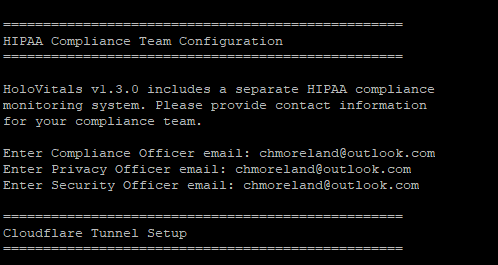 ==================================================
HIPAA Compliance Team Configuration
==================================================
HoloVitals v1.3.0 includes a separate HIPAA compliance
monitoring system. Please provide contact information
for your compliance team.
Enter Compliance Officer email: chmoreland@outlook.com
Enter Privacy Officer email: chmoreland@outlook.com
Enter Security Officer email: chmoreland@outlook.com
==================================================
Cloudflare Tunnel Setup
==================================================